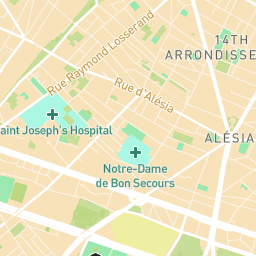 14TH
ARRONDISSE
Rue Raymond Losserand
Rue d'Alésia
aint Joseph's Hospital
ALÉSIA
Notre-Dame
de Bon Secours